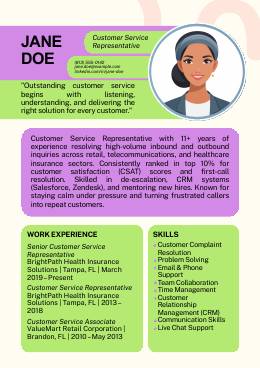 JANE
DOE
Customer Service
Representative
(813) 555-0142
jane.doe@example.com
linkedin.com/in/jane-doe
"Outstanding customer service
begins with listening,
understanding, and delivering the
right solution for every customer."
Customer Service Representative with 11+ years of
experience resolving high-volume inbound and outbound
inquiries across retail, telecommunications, and healthcare
insurance sectors. Consistently ranked in top 10% for
customer satisfaction (CSAT) scores and first-call
resolution. Skilled in de-escalation, CRM systems
(Salesforce, Zendesk), and mentoring new hires. Known for
staying calm under pressure and turning frustrated callers
into repeat customers.
WORK EXPERIENCE
Senior Customer Service
Representative
BrightPath Health Insurance
Solutions | Tampa, FL | March
2019 – Present
Customer Service Representative
BrightPath Health Insurance
Solutions | Tampa, FL | 2013 –
2018
Customer Service Associate
ValueMart Retail Corporation |
Brandon, FL | 2010 – May 2013
SKILLS
Customer Complaint
Resolution
Problem Solving
Email & Phone
Support
Team Collaboration
Time Management
Customer
Relationship
Management (CRM)
Communication Skills
Live Chat Support